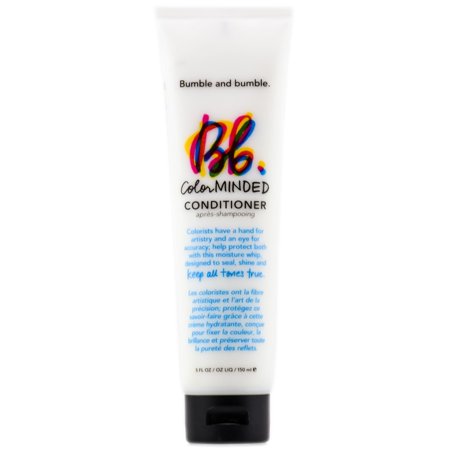 Bumble and bumble.
Bb.
Color MINDED
CONDITIONER
après-shampooing
Colorists have a hand for
artistry and an eye for
accuracy; help protect both
with this moisture whip,
designed to seal, shine and
keep all tones true.
Les coloristes ont la fibre
artistique et l'art de la
précision; protégez ce
savoir-faire grâce à cette
crème hydratante, conçue
pour fixer la couleur, la
brillance et préserver toute
la pureté des reflets.
5 FL OZ / OZ LIQ / 150 ml ℮